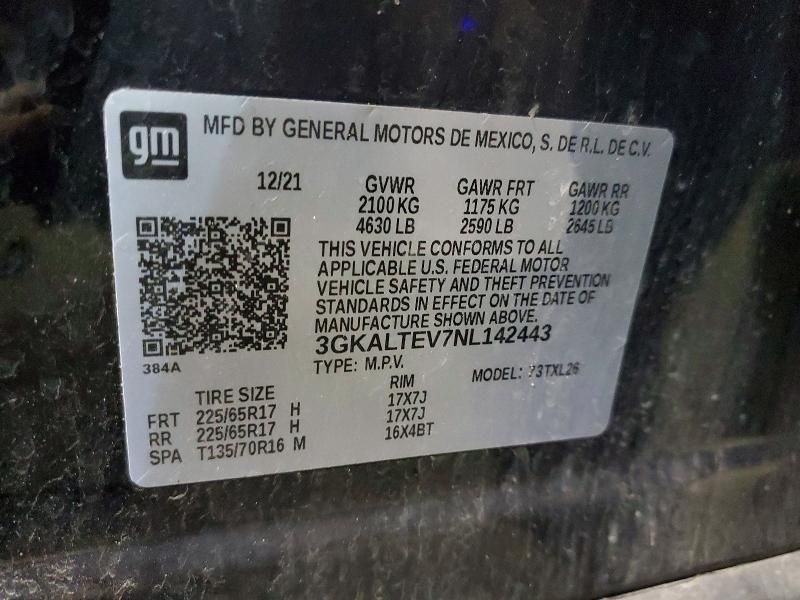 gm
MFD BY GENERAL MOTORS DE MEXICO, S. DE R.L. DE C.V.
12/21 GVWR GAWR FRT GAWR RR
2100 KG 1175 KG 1200 KG
4630 LB 2590 LB 2645 LB
THIS VEHICLE CONFORMS TO ALL
APPLICABLE U.S. FEDERAL MOTOR
VEHICLE SAFETY AND THEFT PREVENTION
STANDARDS IN EFFECT ON THE DATE OF
MANUFACTURE SHOWN ABOVE.
3GKALTEV7NL142443
384A
TYPE: M.P.V. MODEL: 73TXL26
TIRE SIZE RIM
FRT 225/65R17 H 17X7J
RR 225/65R17 H 17X7J
SPA T135/70R16 M 16X4BT